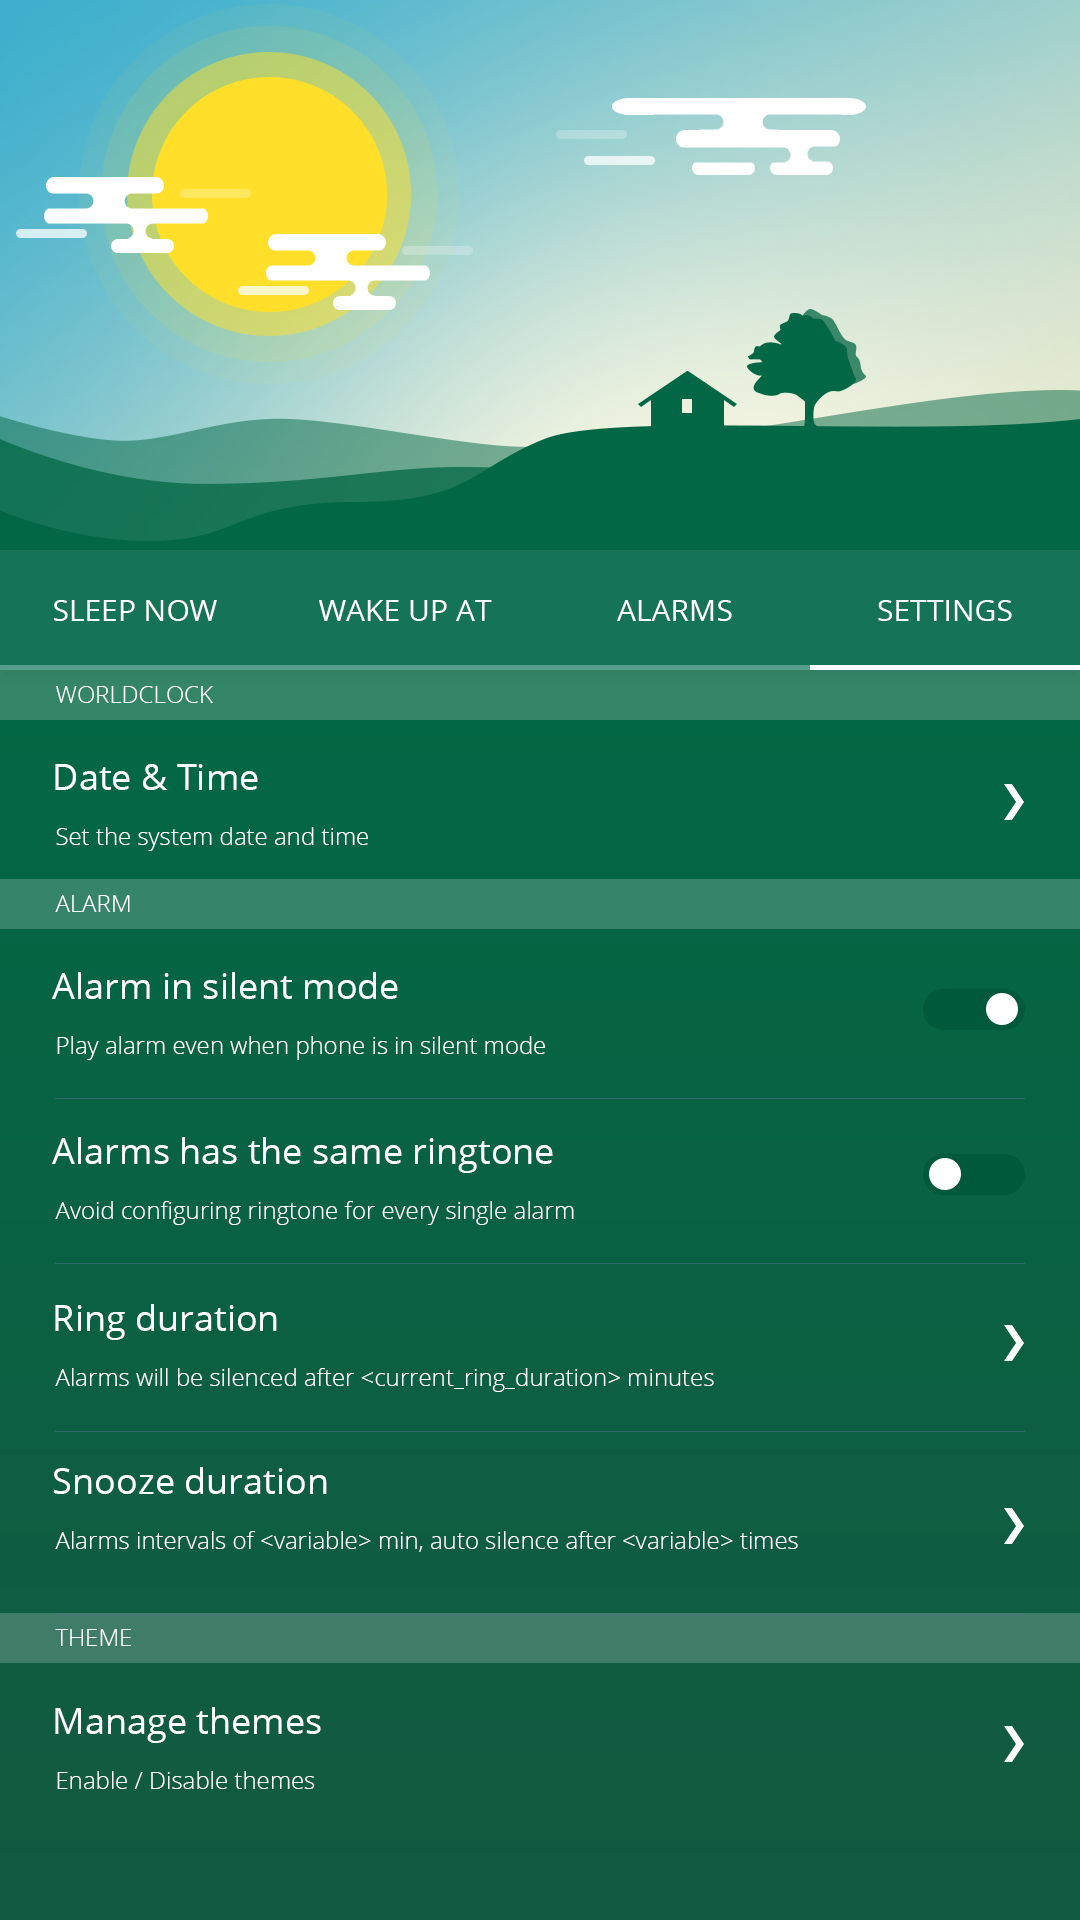 SLEEP NOW WAKE UP AT ALARMS SETTINGS
WORLDCLOCK
Date & Time
Set the system date and time
ALARM
Alarm in silent mode
Play alarm even when phone is in silent mode
Alarms has the same ringtone
Avoid configuring ringtone for every single alarm
Ring duration
Alarms will be silenced after <current_ring_duration> minutes
Snooze duration
Alarms intervals of <variable> min, auto silence after <variable> times
THEME
Manage themes
Enable / Disable themes